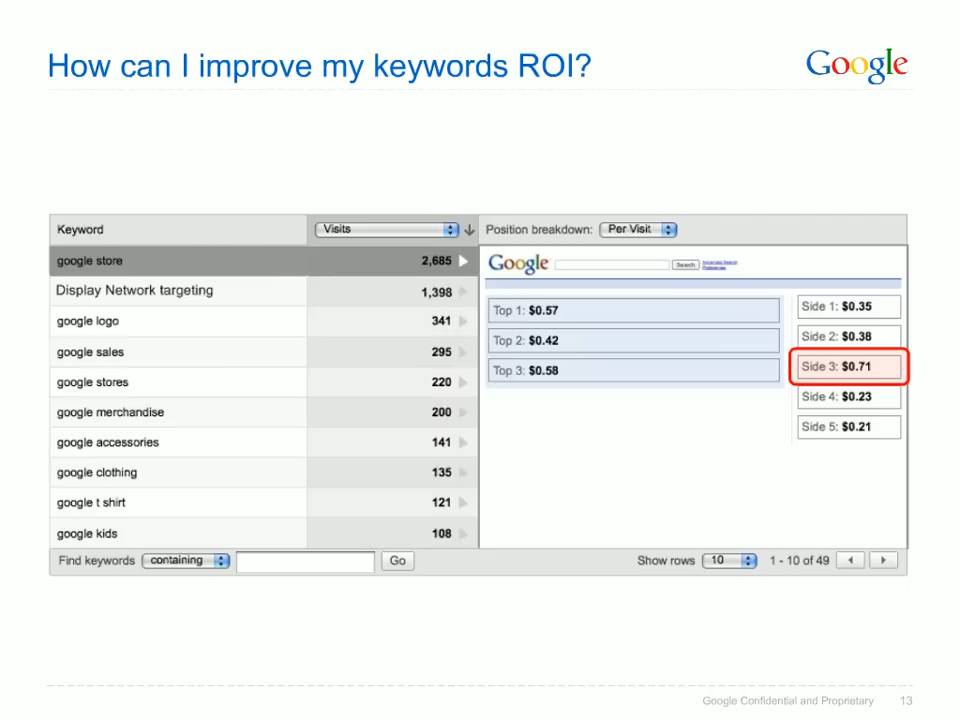 How can I improve my keywords ROI?
Google
Keyword
Visits
Position breakdown: Per Visit
google store 2,685
Display Network targeting 1,398
google logo 341
google sales 295
google stores 220
google merchandise 200
google accessories 141
google clothing 135
google t shirt 121
google kids 108
Google
Search
Advanced Search
Preferences
Top 1: $0.57
Top 2: $0.42
Top 3: $0.58
Side 1: $0.35
Side 2: $0.38
Side 3: $0.71
Side 4: $0.23
Side 5: $0.21
Find keywords containing Go
Show rows 10 1 - 10 of 49
Google Confidential and Proprietary 13